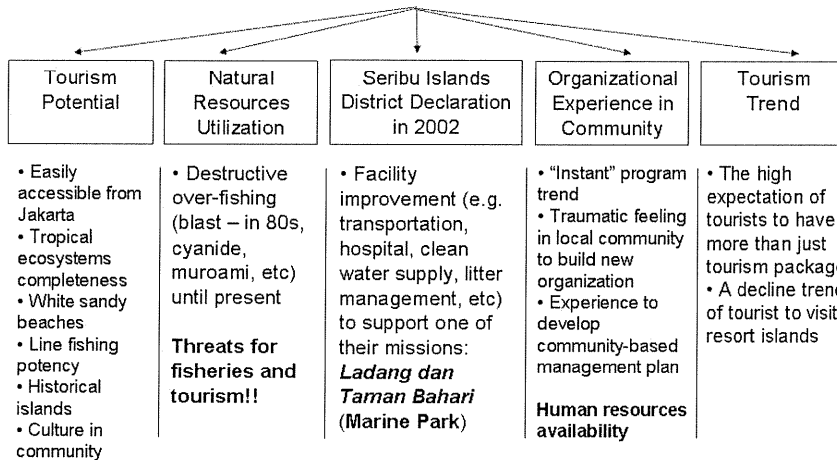 Tourism
Potential
Natural
Resources
Utilization
Seribu Islands
District Declaration
in 2002
Organizational
Experience in
Community
Tourism
Trend
• Easily
accessible from
Jakarta
• Tropical
ecosystems
completeness
• White sandy
beaches
• Line fishing
potency
• Historical
islands
• Culture in
community
• Destructive
over-fishing
(blast – in 80s,
cyanide,
muroami, etc)
until present
Threats for
fisheries and
tourism!!
• Facility
improvement (e.g.
transportation,
hospital, clean
water supply, litter
management, etc)
to support one of
their missions:
Ladang dan
Taman Bahari
(Marine Park)
• “Instant” program
trend
• Traumatic feeling
in local community
to build new
organization
• Experience to
develop
community-based
management plan
Human resources
availability
• The high
expectation of
tourists to have
more than just
tourism packag
• A decline trend
of tourist to visit
resort islands